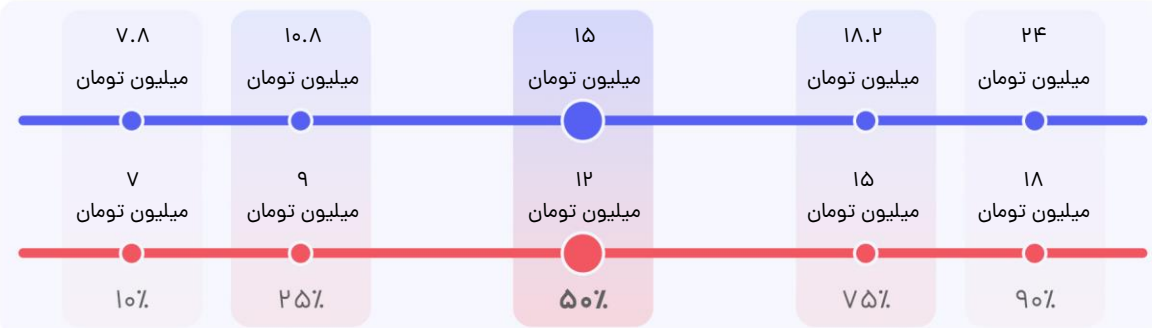 ۷.۸ ۱۰.۸ ۱۵ ۱۸.۲ ۲۴
میلیون تومان میلیون تومان میلیون تومان میلیون تومان میلیون تومان
۷ ۹ ۱۲ ۱۵ ۱۸
میلیون تومان میلیون تومان میلیون تومان میلیون تومان میلیون تومان
۱۰٪ ۲۵٪ ۵۰٪ ۷۵٪ ۹۰٪